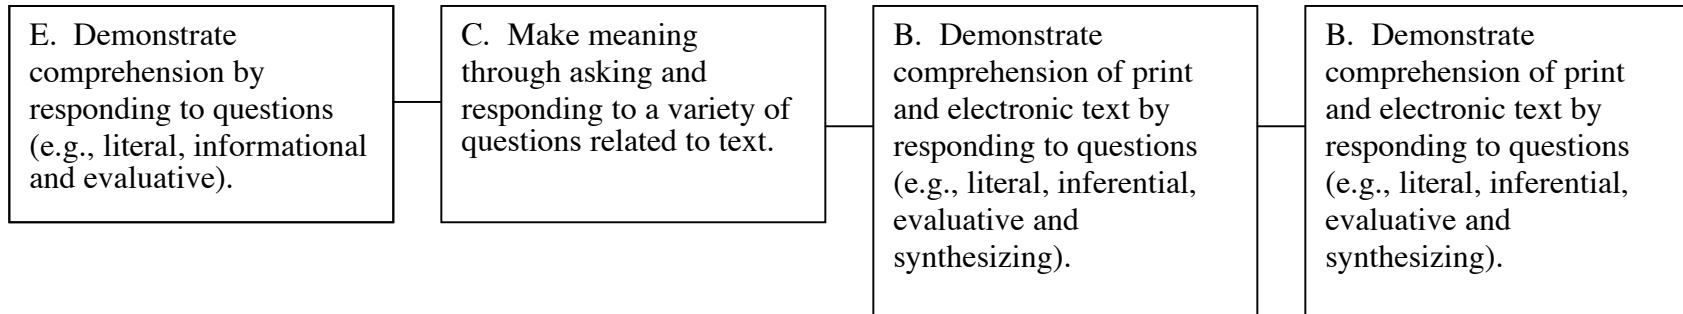 E.  Demonstrate
comprehension by
responding to questions
(e.g., literal, informational
and evaluative).
C.  Make meaning
through asking and
responding to a variety of
questions related to text.
B.  Demonstrate
comprehension of print
and electronic text by
responding to questions
(e.g., literal, inferential,
evaluative and
synthesizing).
B.  Demonstrate
comprehension of print
and electronic text by
responding to questions
(e.g., literal, inferential,
evaluative and
synthesizing).